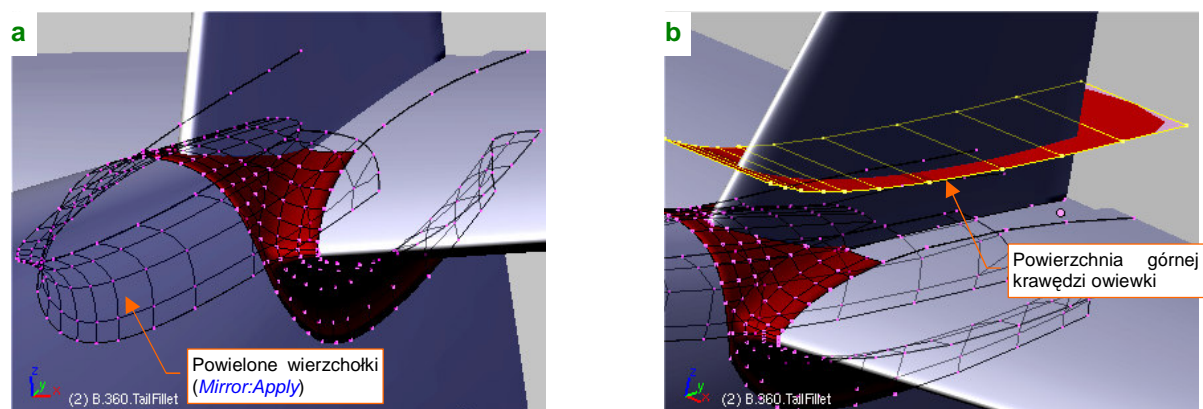 a
Powielone wierzchołki
(Mirror:Apply)
z
y
x
(2) B.360.TailFillet
b
Powierzchnia górnej
krawędzi owiewki
z
y
x
(2) B.360.TailFillet